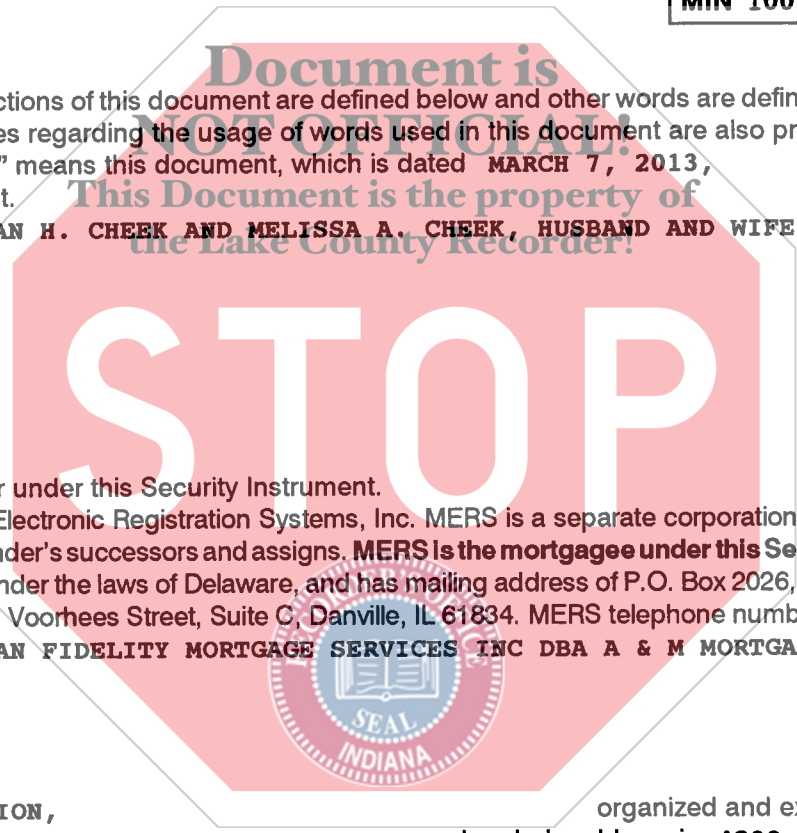 MIN 100
Document is
ctions of this document are defined below and other words are defin
NOT OFFICIAL!
es regarding the usage of words used in this document are also pr
” means this document, which is dated MARCH 7, 2013,
This Document is the property of
t.
AN H. CHEEK AND MELISSA A. CHEEK, HUSBAND AND WIFE
the Lake County Recorder!
STOP
r under this Security Instrument.
Electronic Registration Systems, Inc. MERS is a separate corporation
nder's successors and assigns. MERS is the mortgagee under this Se
nder the laws of Delaware, and has mailing address of P.O. Box 2026,
Voorhees Street, Suite C, Danville, IL 61834. MERS telephone numb
AN FIDELITY MORTGAGE SERVICES INC DBA A & M MORTGA
SEAL
INDIANA
ION,
organized and ex